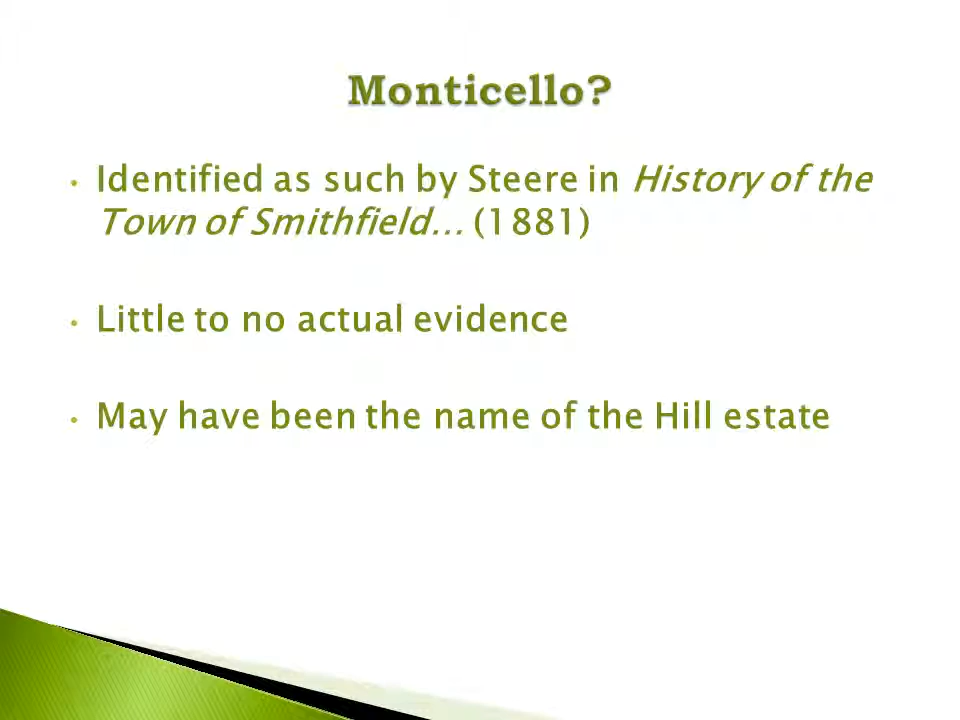 Monticello?
• Identified as such by Steere in History of the
Town of Smithfield... (1881)
• Little to no actual evidence
• May have been the name of the Hill estate